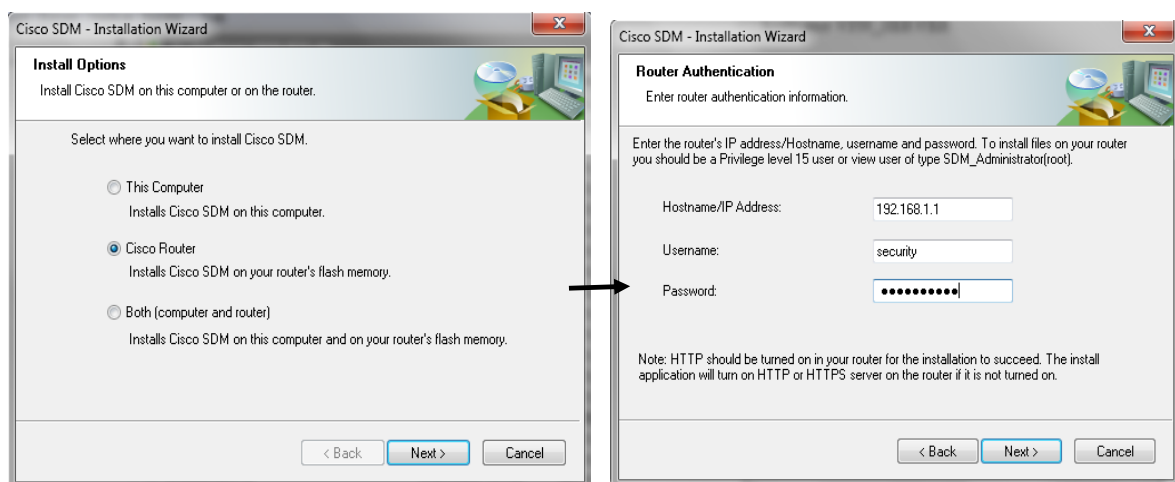 Cisco SDM - Installation Wizard
Install Options
Install Cisco SDM on this computer or on the router.
Select where you want to install Cisco SDM.
This Computer
Installs Cisco SDM on this computer.
Cisco Router
Installs Cisco SDM on your router's flash memory.
Both (computer and router)
Installs Cisco SDM on this computer and on your router's flash memory.
< Back
Next >
Cancel
Cisco SDM - Installation Wizard
Router Authentication
Enter router authentication information.
Enter the router's IP address/Hostname, username and password. To install files on your router
you should be a Privilege level 15 user or view user of type SDM_Administrator(root).
Hostname/IP Address:
192.168.1.1
Username:
security
Password:
●●●●●●●●●●
Note: HTTP should be turned on in your router for the installation to succeed. The install
application will turn on HTTP or HTTPS server on the router if it is not turned on.
< Back
Next >
Cancel